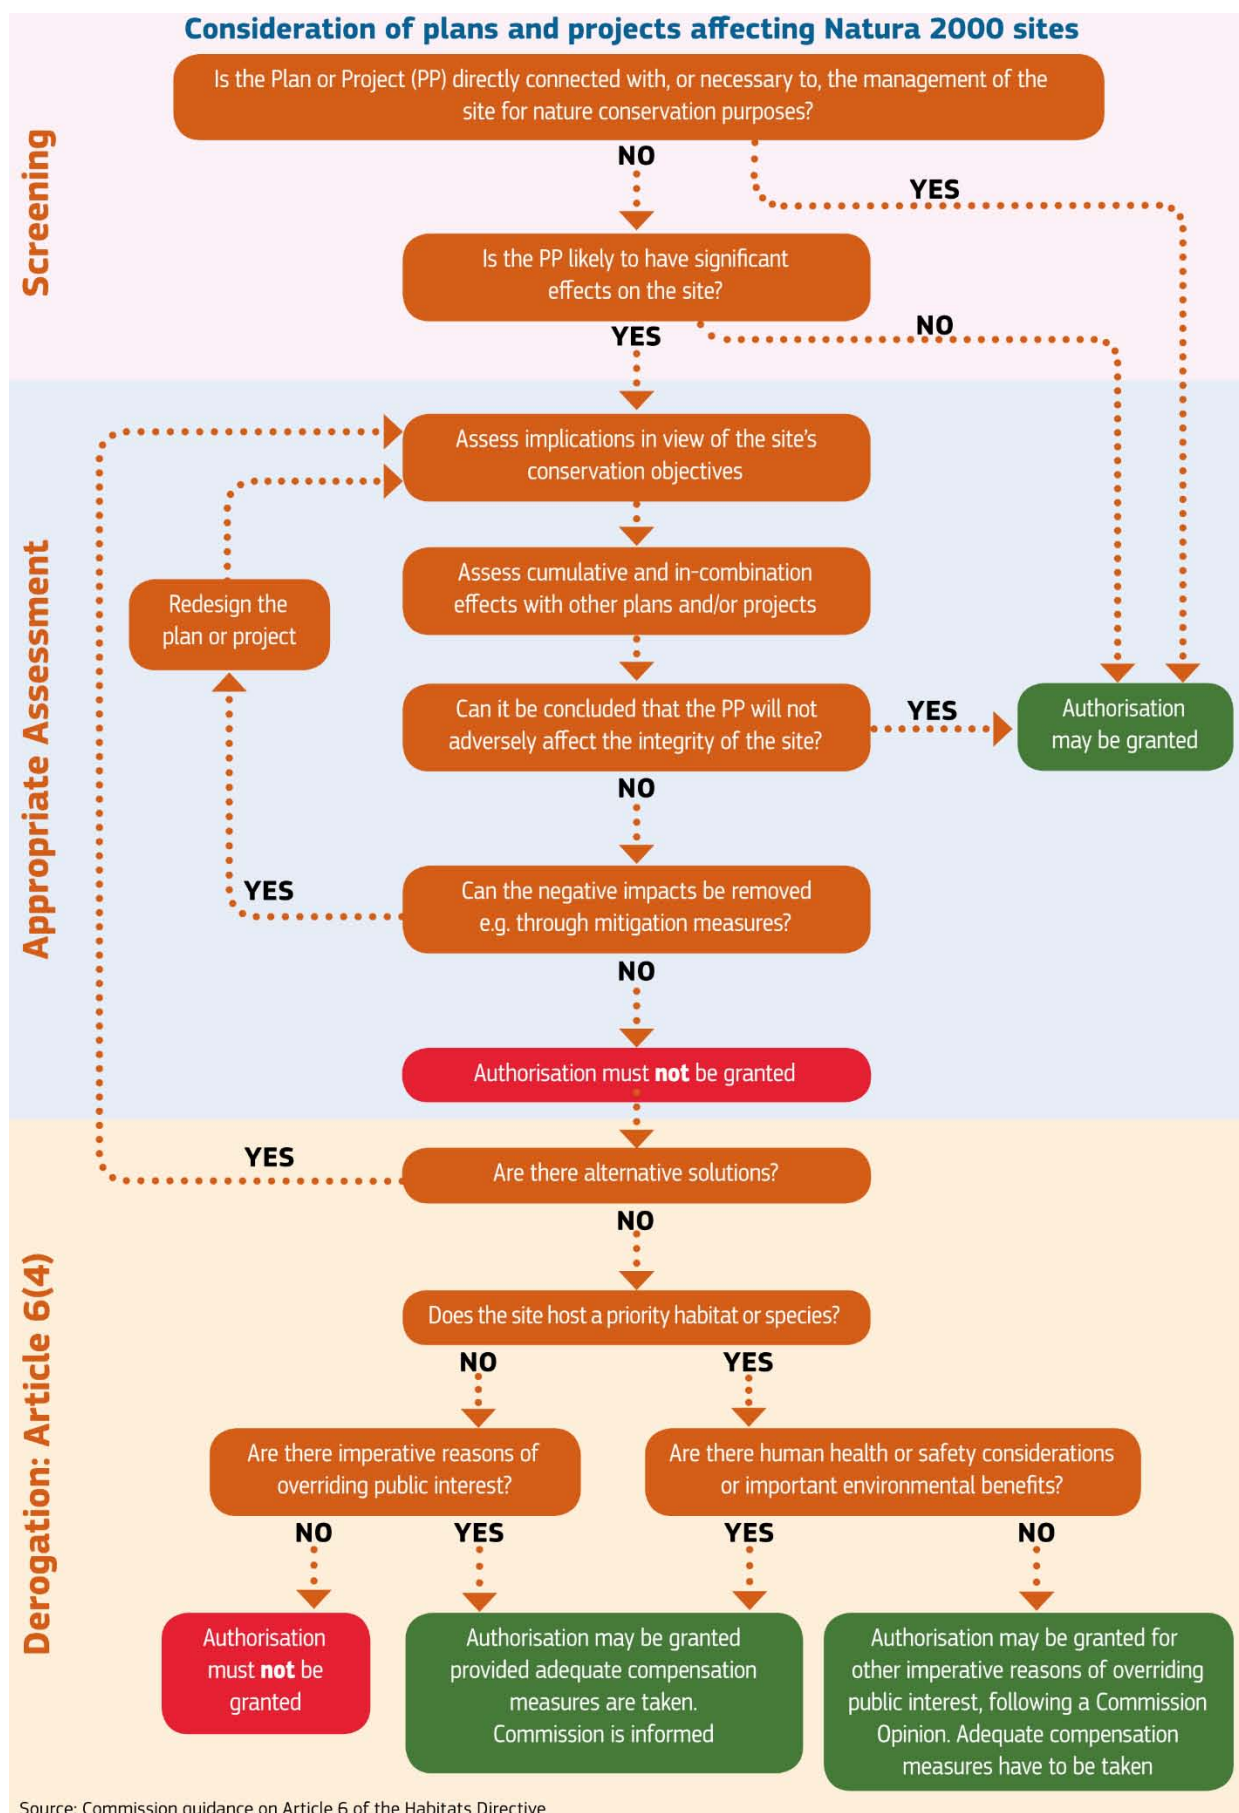 Consideration of plans and projects affecting Natura 2000 sites
Screening
Is the Plan or Project (PP) directly connected with, or necessary to, the management of the
site for nature conservation purposes?
NO
YES
Is the PP likely to have significant
effects on the site?
YES
NO
Appropriate Assessment
Assess implications in view of the site's
conservation objectives
Assess cumulative and in-combination
effects with other plans and/or projects
Redesign the
plan or project
Can it be concluded that the PP will not
adversely affect the integrity of the site?
YES
Authorisation
may be granted
NO
Can the negative impacts be removed
e.g. through mitigation measures?
YES
NO
Authorisation must not be granted
Derogation: Article 6(4)
Are there alternative solutions?
YES
NO
Does the site host a priority habitat or species?
NO
YES
Are there imperative reasons of
overriding public interest?
Are there human health or safety considerations
or important environmental benefits?
NO
YES
YES
NO
Authorisation
must not be
granted
Authorisation may be granted
provided adequate compensation
measures are taken.
Commission is informed
Authorisation may be granted for
other imperative reasons of overriding
public interest, following a Commission
Opinion. Adequate compensation
measures have to be taken
Source: Commission guidance on Article 6 of the Habitats Directive